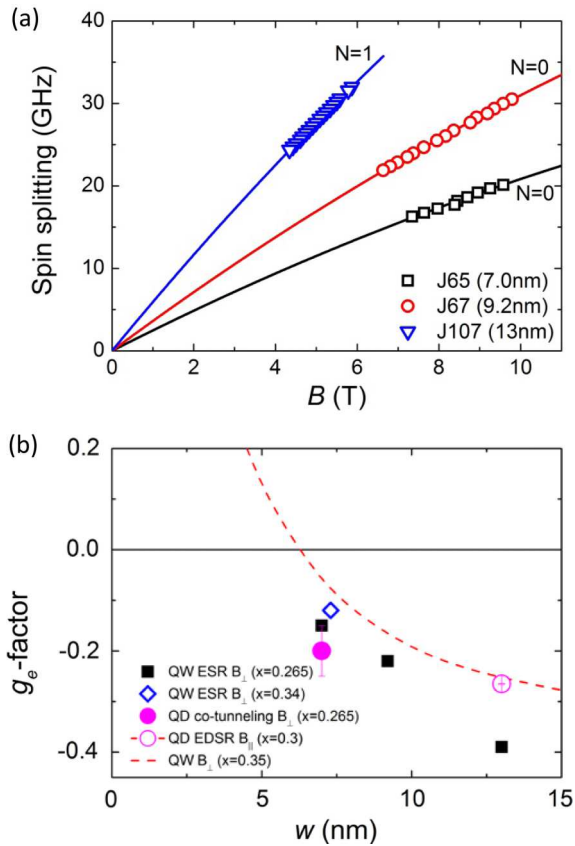 (a)
40
30
20
10
0
Spin splitting (GHz)
N=1
N=0
N=0
J65 (7.0nm)
J67 (9.2nm)
J107 (13nm)
0 2 4 6 8 10
B (T)
(b)
0.2
0.0
-0.2
-0.4
gₑ-factor
QW ESR B⊥ (x=0.265)
QW ESR B⊥ (x=0.34)
QD co-tunneling B⊥ (x=0.265)
QD EDSR B|| (x=0.3)
QW B⊥ (x=0.35)
0 5 10 15
w (nm)